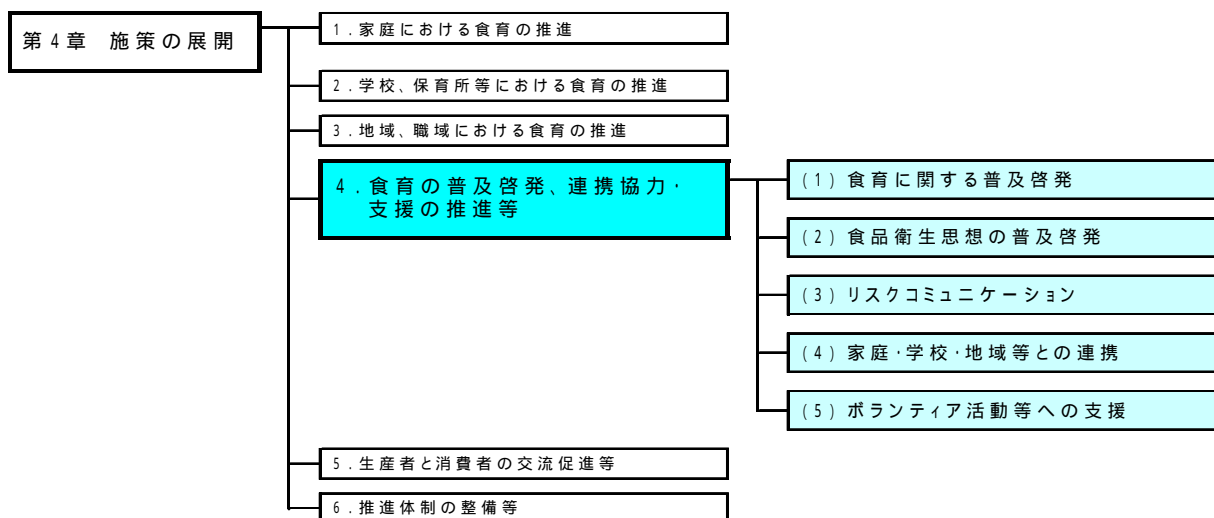 第4章 施策の展開
1.家庭における食育の推進
2.学校、保育所等における食育の推進
3.地域、職域における食育の推進
4.食育の普及啓発、連携協力・
支援の推進等
(1)食育に関する普及啓発
(2)食品衛生思想の普及啓発
(3)リスクコミュニケーション
(4)家庭・学校・地域等との連携
(5)ボランティア活動等への支援
5.生産者と消費者の交流促進等
6.推進体制の整備等